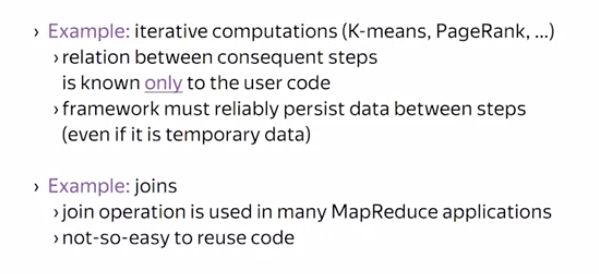 › Example: iterative computations (K-means, PageRank, ...)
› relation between consequent steps
is known only to the user code
› framework must reliably persist data between steps
(even if it is temporary data)
› Example: joins
› join operation is used in many MapReduce applications
› not-so-easy to reuse code